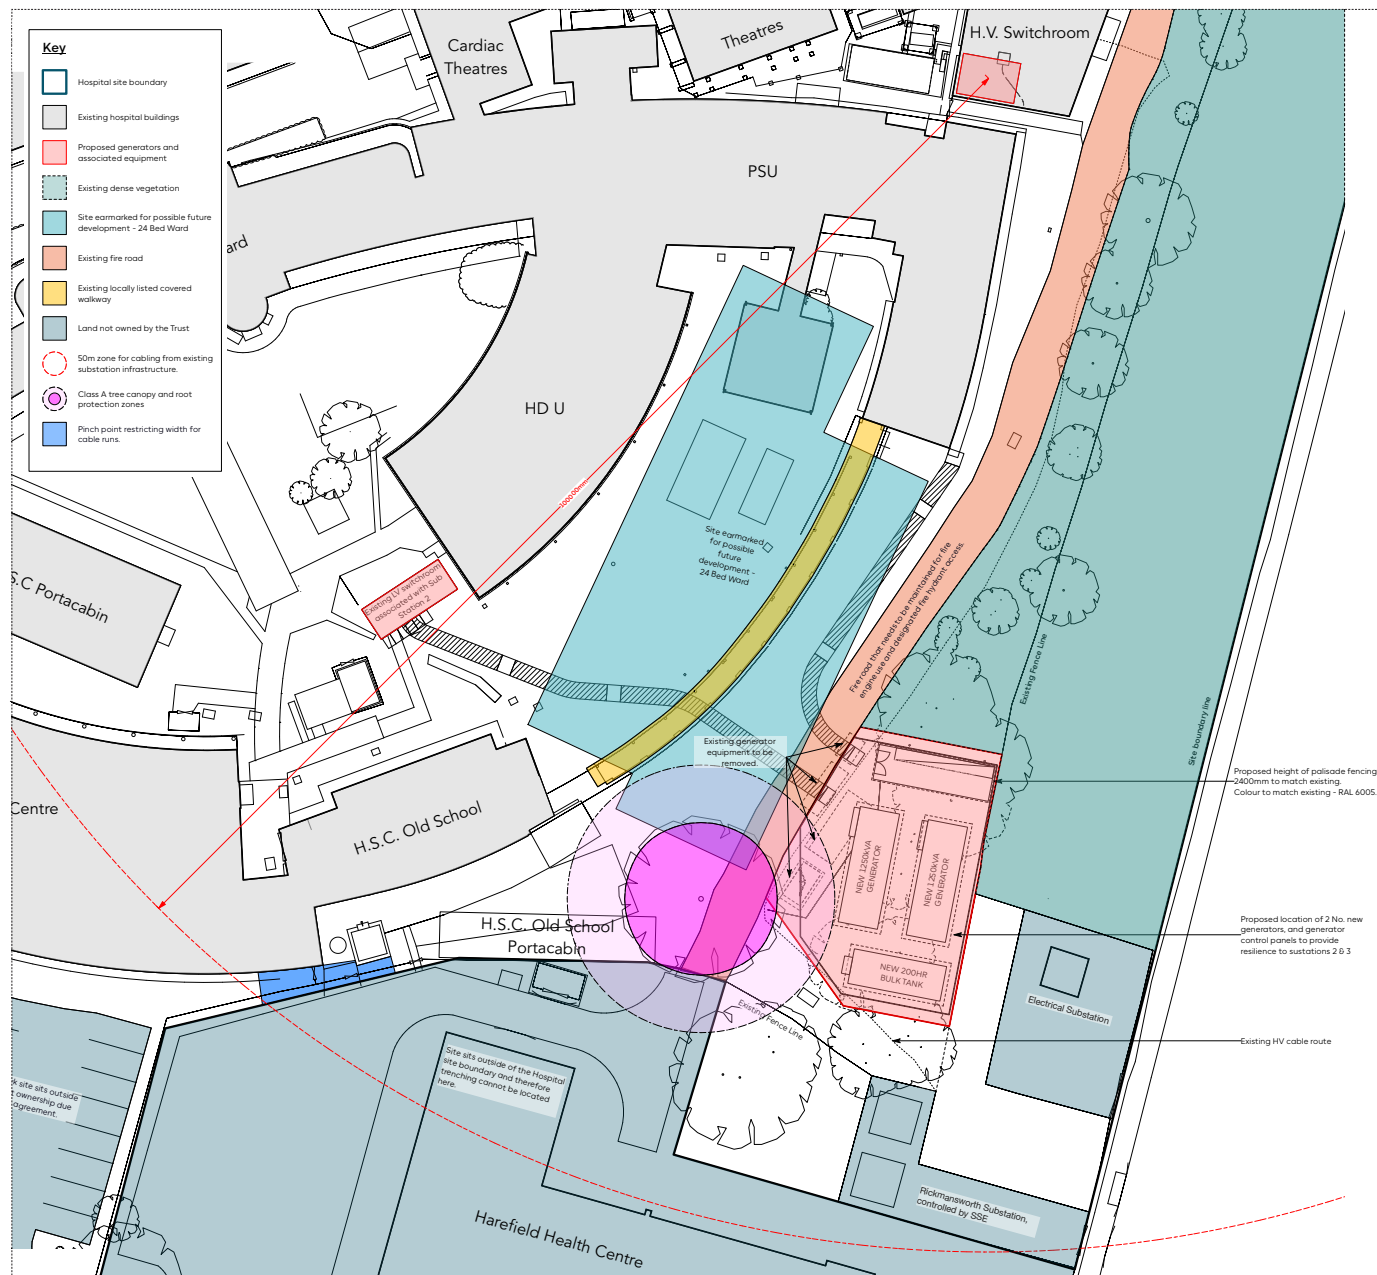 Key
Hospital site boundary
Existing hospital buildings
Proposed generators and
associated equipment
Existing dense vegetation
Site earmarked for possible future
development - 24 Bed Ward
Existing fire road
Existing locally listed covered
walkway
Land not owned by the Trust
50m zone for cabling from existing
substation infrastructure.
Class A tree canopy and root
protection zones
Pinch point restricting width for
cable runs.
Cardiac
Theatres
Theatres
H.V. Switchroom
PSU
ard
HD U
Site earmarked
for possible
future
development -
24 Bed Ward
Existing LV switchroom
associated with Sub
Station 2
S.C Portacabin
Fire road that needs to be maintained for fire
engine use and designated fire hydrant access.
Existing Fence Line
Site boundary line
Existing generator
equipment to be
removed.
Proposed height of palisade fencing
2400mm to match existing.
Colour to match existing - RAL 6005.
Centre
H.S.C. Old School
NEW 1250kVA
GENERATOR
NEW 1250kVA
GENERATOR
H.S.C. Old School
Portacabin
Proposed location of 2 No. new
generators, and generator
control panels to provide
resilience to sustations 2 & 3
NEW 200HR
BULK TANK
Existing Fence Line
Electrical Substation
Existing HV cable route
Site sits outside of the Hospital
site boundary and therefore
trenching cannot be located
here.
k site sits outside
ownership due
agreement.
Rickmansworth Substation,
controlled by SSE
Harefield Health Centre